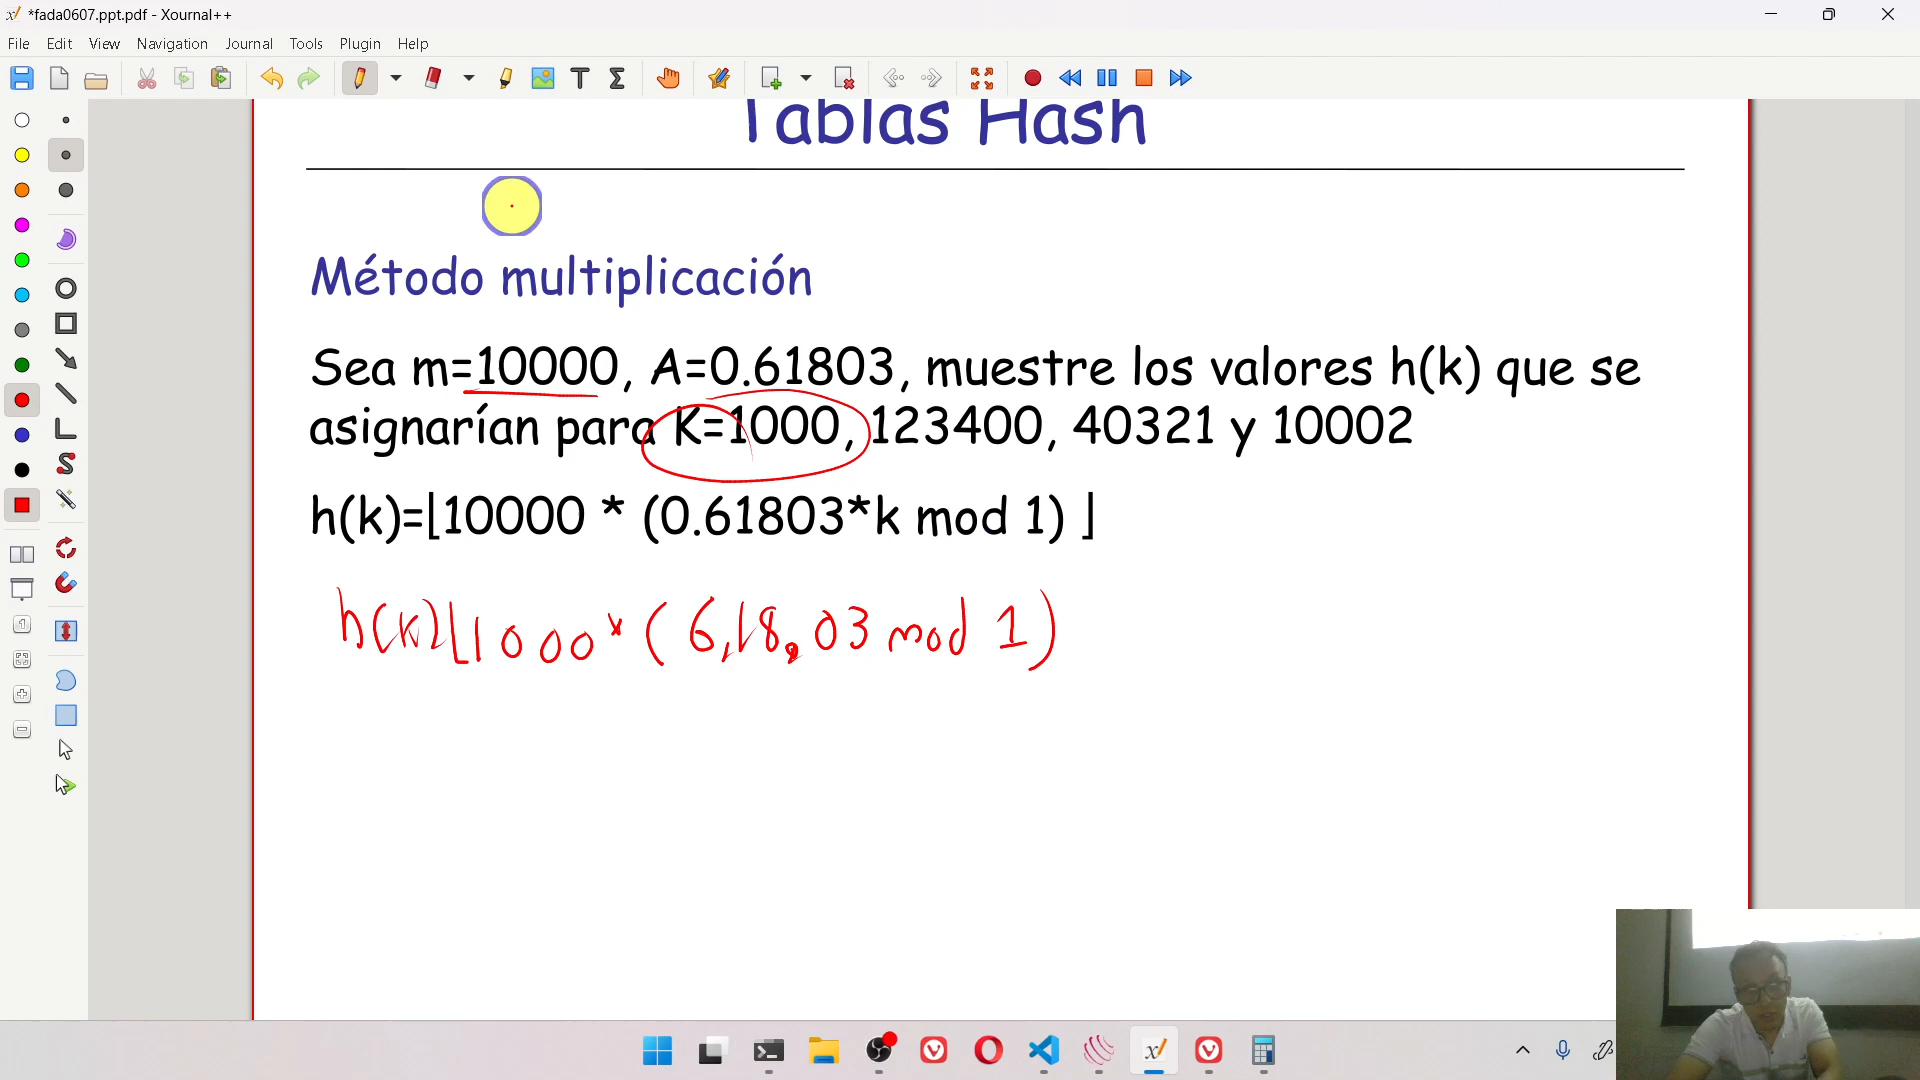 *fada0607.ppt.pdf - Xournal++
File Edit View Navigation Journal Tools Plugin Help
Tablas Hash
Método multiplicación
Sea m=10000, A=0.61803, muestre los valores h(k) que se
asignarían para K=1000, 123400, 40321 y 10002
h(k)=⌊10000 * (0.61803*k mod 1) ⌋
h(k)⌊1000* ( 6,18,03 mod 1)